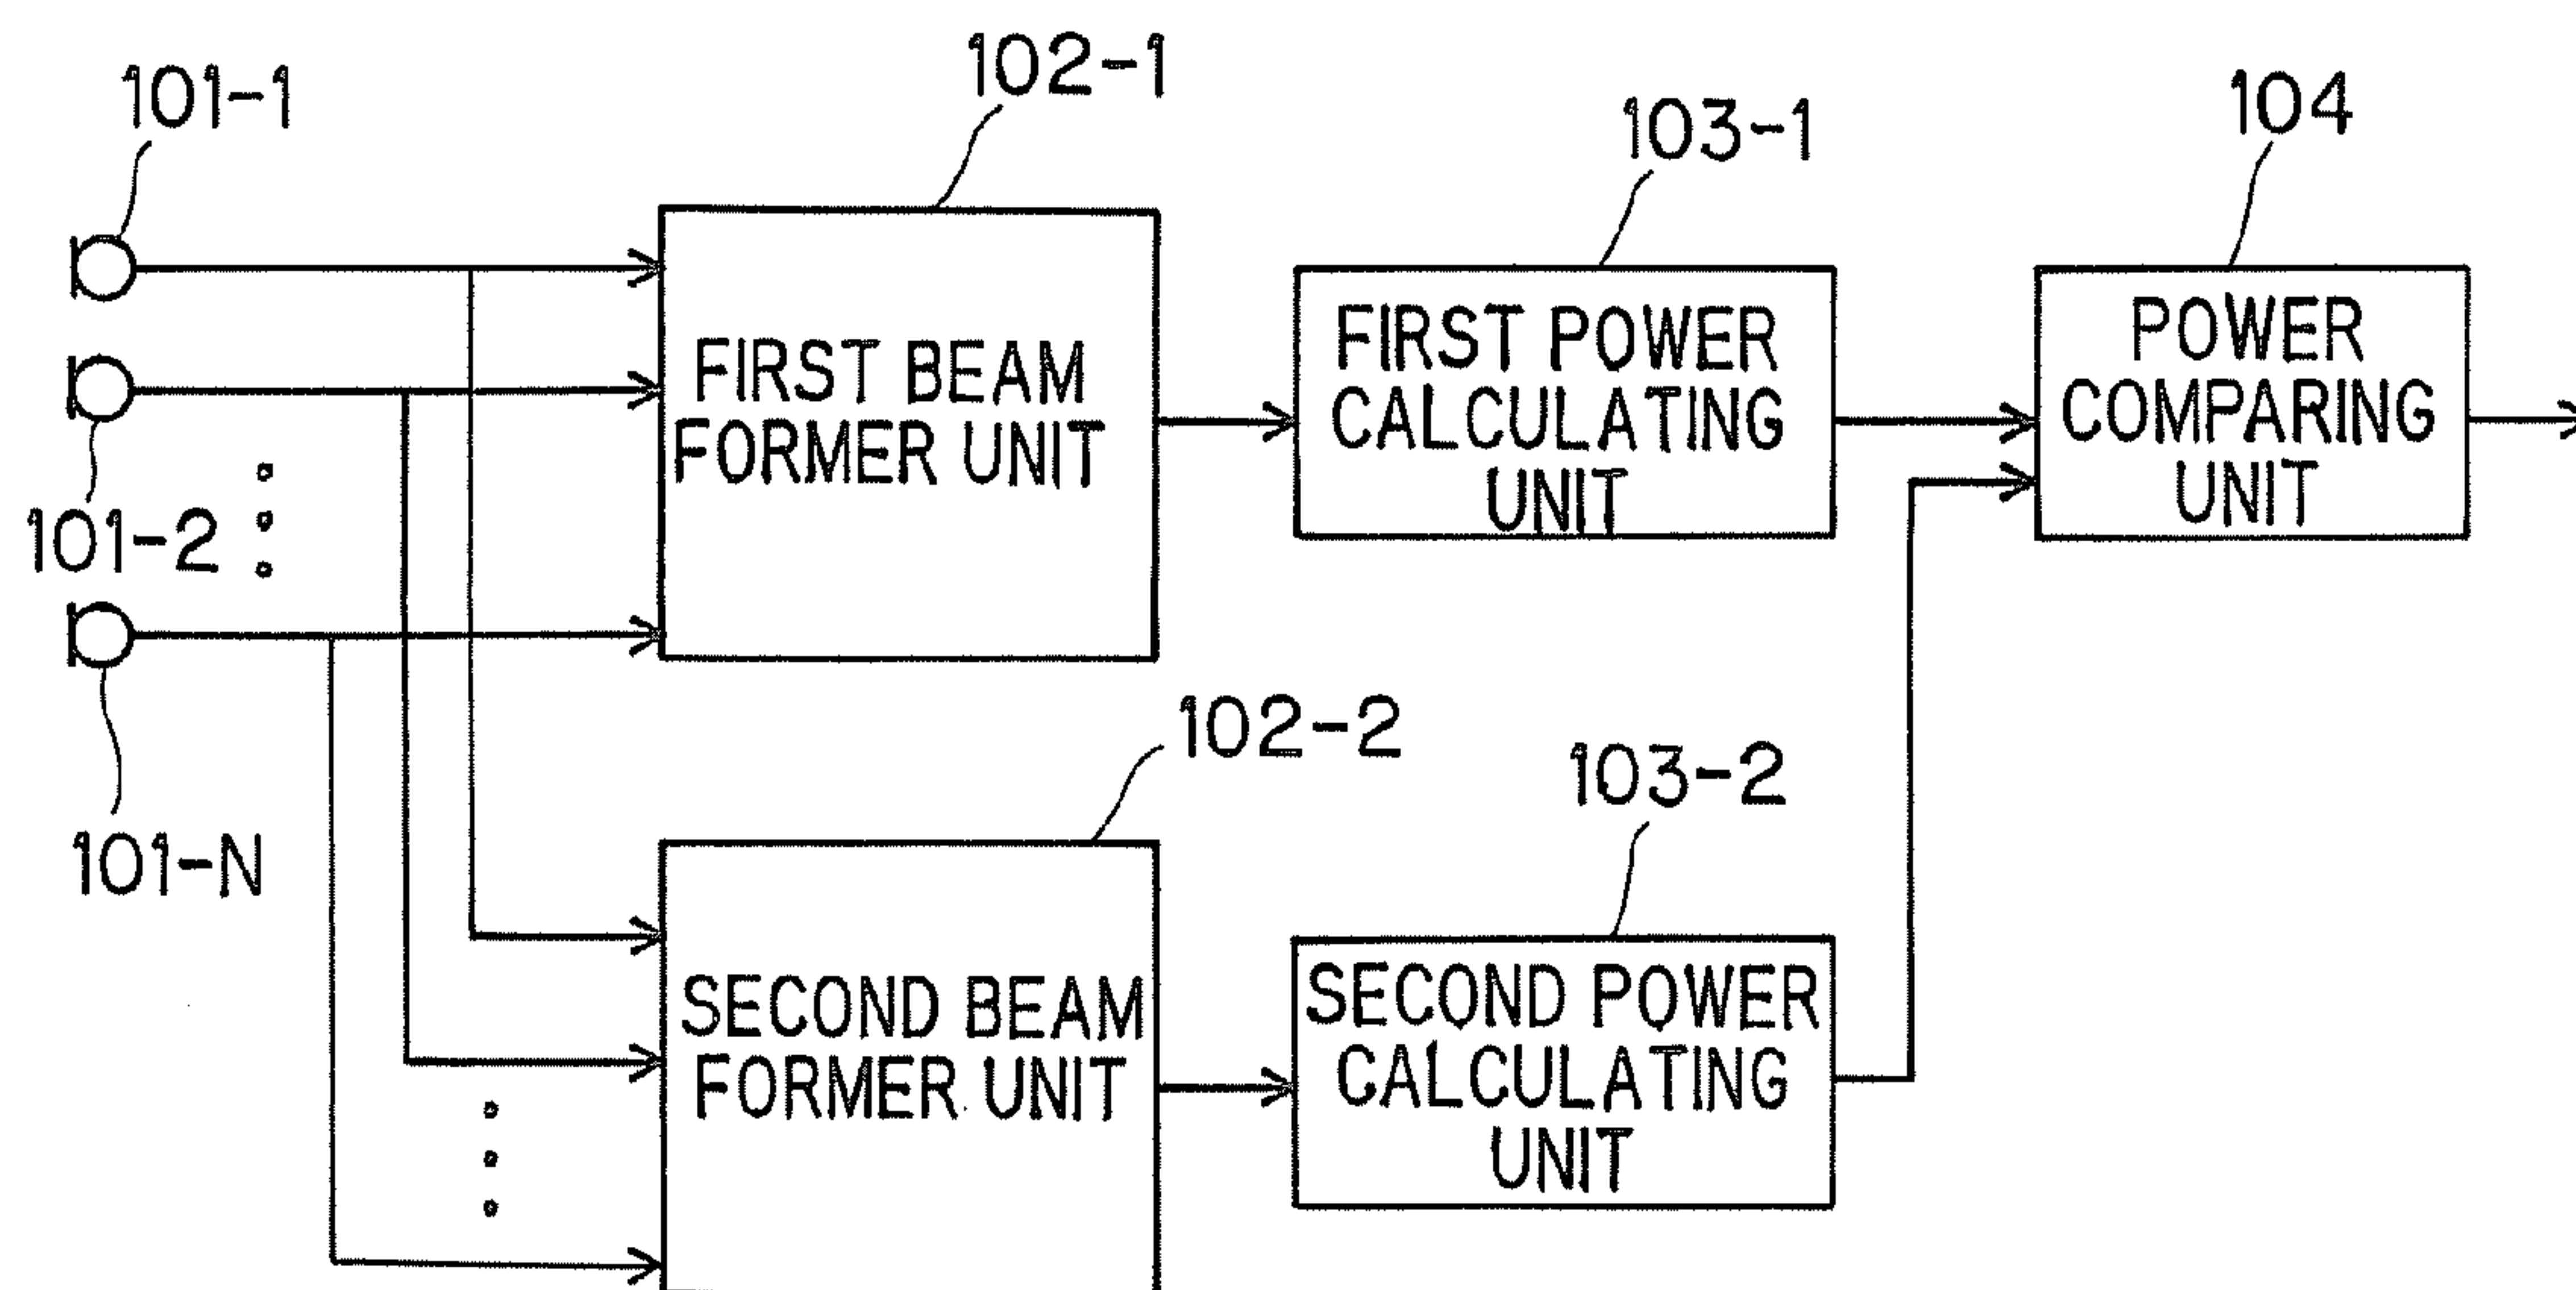 101-1
102-1
103-1
104
101-2
101-N
FIRST BEAM
FORMER UNIT
FIRST POWER
CALCULATING
UNIT
POWER
COMPARING
UNIT
102-2
103-2
SECOND BEAM
FORMER UNIT
SECOND POWER
CALCULATING
UNIT